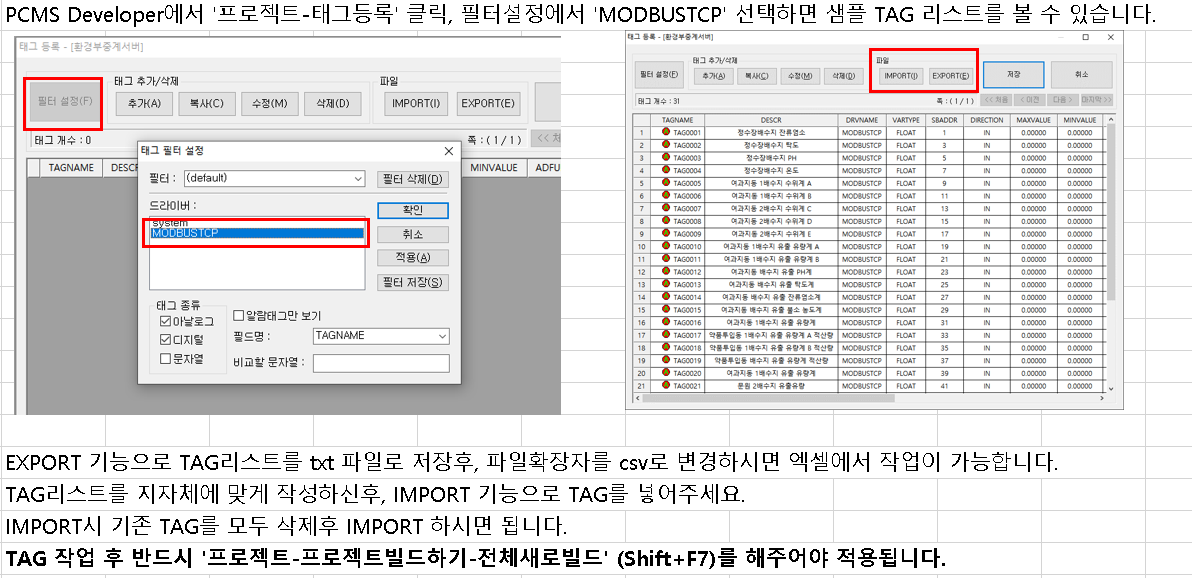 PCMS Developer에서 '프로젝트-태그등록' 클릭, 필터설정에서 'MODBUSTCP' 선택하면 샘플 TAG 리스트를 볼 수 있습니다.
태그 등록 - [환경부중계서버]
필터 설정(F)
태그 추가/삭제
추가(A) 복사(C) 수정(M) 삭제(D)
파일
IMPORT(I) EXPORT(E)
태그 개수 : 0
쪽 : ( 1 / 1 ) << 처
TAGNAME DESCR MINVALUE ADFU
태그 필터 설정
필터 : (default) 필터 삭제(D)
드라이버 :
system
MODBUSTCP
확인
취소
적용(A)
필터 저장(S)
태그 종류
아날로그
디지털
문자열
알람태그만 보기
필드명 : TAGNAME
비교할 문자열 :
태그 등록 - [환경부중계서버]
필터 설정(F)
태그 추가/삭제
추가(A) 복사(C) 수정(M) 삭제(D)
파일
IMPORT(I) EXPORT(E)
저장 취소
태그 개수 : 31
쪽 : ( 1 / 1 ) << 처음 < 이전 다음 > 마지막 >>
TAGNAME DESCR DRVNAME VARTYPE SBADDR DIRECTION MAXVALUE MINVALUE
1 TAG0001 정수장배수지 잔류염소 MODBUSTCP FLOAT 1 IN 0.00000 0.00000
2 TAG0002 정수장배수지 탁도 MODBUSTCP FLOAT 3 IN 0.00000 0.00000
3 TAG0003 정수장배수지 PH MODBUSTCP FLOAT 5 IN 0.00000 0.00000
4 TAG0004 정수장배수지 온도 MODBUSTCP FLOAT 7 IN 0.00000 0.00000
5 TAG0005 여과지동 1배수지 수위계 A MODBUSTCP FLOAT 9 IN 0.00000 0.00000
6 TAG0006 여과지동 1배수지 수위계 B MODBUSTCP FLOAT 11 IN 0.00000 0.00000
7 TAG0007 여과지동 2배수지 수위계 C MODBUSTCP FLOAT 13 IN 0.00000 0.00000
8 TAG0008 여과지동 2배수지 수위계 D MODBUSTCP FLOAT 15 IN 0.00000 0.00000
9 TAG0009 여과지동 2배수지 수위계 E MODBUSTCP FLOAT 17 IN 0.00000 0.00000
10 TAG0010 여과지동 1배수지 유출 유량계 A MODBUSTCP FLOAT 19 IN 0.00000 0.00000
11 TAG0011 여과지동 1배수지 유출 유량계 B MODBUSTCP FLOAT 21 IN 0.00000 0.00000
12 TAG0012 여과지동 배수지 유출 PH계 MODBUSTCP FLOAT 23 IN 0.00000 0.00000
13 TAG0013 여과지동 배수지 유출 탁도계 MODBUSTCP FLOAT 25 IN 0.00000 0.00000
14 TAG0014 여과지동 배수지 유출 잔류염소계 MODBUSTCP FLOAT 27 IN 0.00000 0.00000
15 TAG0015 여과지동 배수지 유출 불소 농도계 MODBUSTCP FLOAT 29 IN 0.00000 0.00000
16 TAG0016 여과지동 1배수지 유출 유량계 MODBUSTCP FLOAT 31 IN 0.00000 0.00000
17 TAG0017 약품투입동 1배수지 유출 유량계 A 적산량 MODBUSTCP FLOAT 33 IN 0.00000 0.00000
18 TAG0018 약품투입동 1배수지 유출 유량계 B 적산량 MODBUSTCP FLOAT 35 IN 0.00000 0.00000
19 TAG0019 약품투입동 배수지 유출 유량계 적산량 MODBUSTCP FLOAT 37 IN 0.00000 0.00000
20 TAG0020 여과지동 1배수지 유출 유량계 MODBUSTCP FLOAT 39 IN 0.00000 0.00000
21 TAG0021 문원 2배수지 유출유량 MODBUSTCP FLOAT 41 IN 0.00000 0.00000
EXPORT 기능으로 TAG리스트를 txt 파일로 저장후, 파일확장자를 csv로 변경하시면 엑셀에서 작업이 가능합니다.
TAG리스트를 지자체에 맞게 작성하신후, IMPORT 기능으로 TAG를 넣어주세요.
IMPORT시 기존 TAG를 모두 삭제후 IMPORT 하시면 됩니다.
TAG 작업 후 반드시 '프로젝트-프로젝트빌드하기-전체새로빌드' (Shift+F7)를 해주어야 적용됩니다.